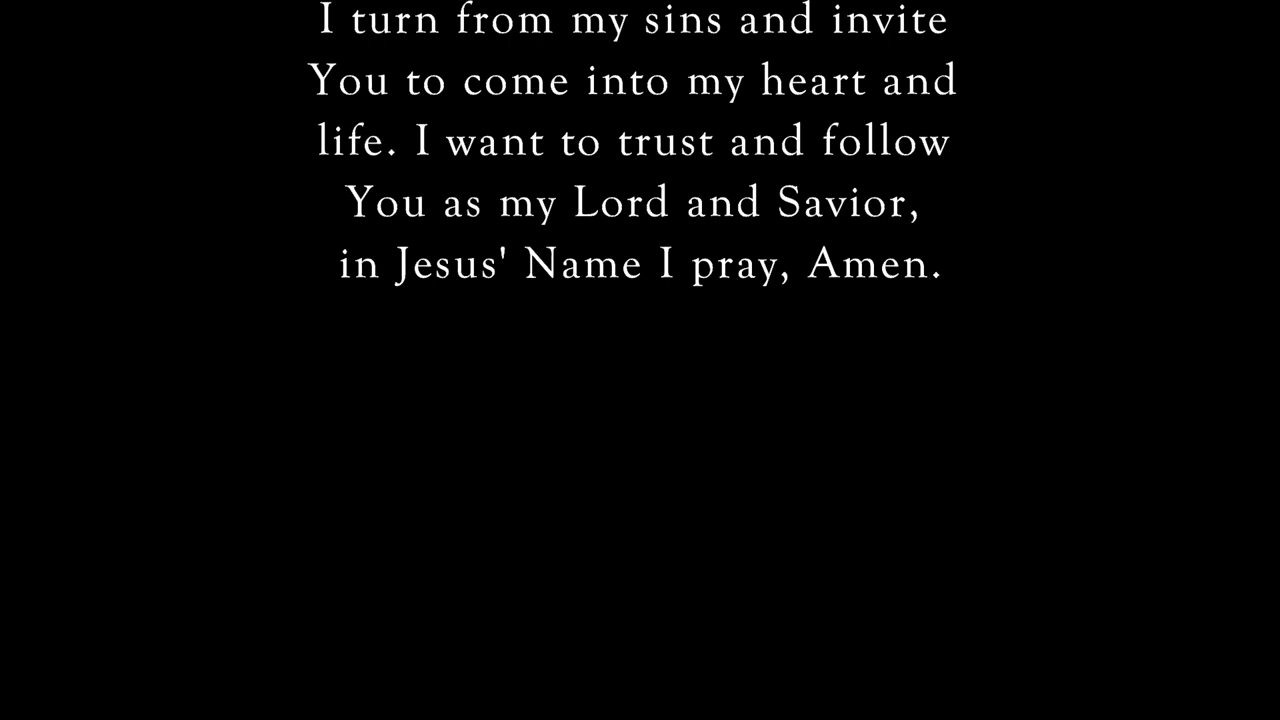 I turn from my sins and invite
You to come into my heart and
life. I want to trust and follow
You as my Lord and Savior,
in Jesus' Name I pray, Amen.